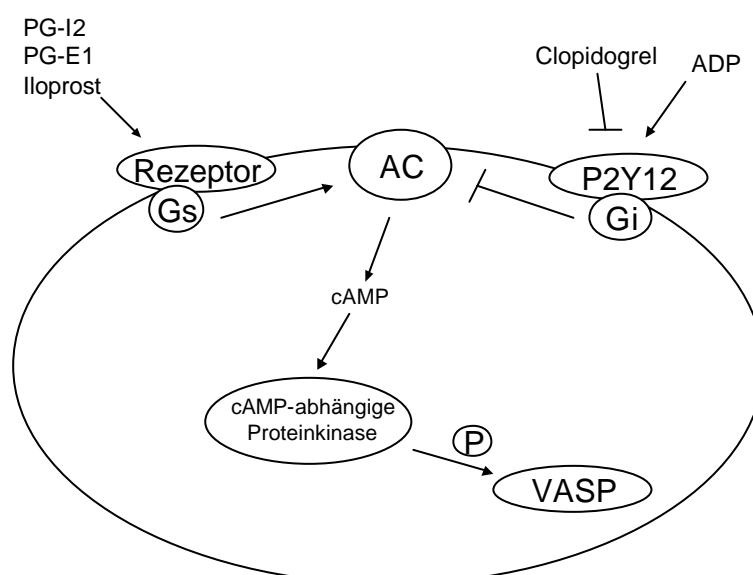 PG-I2
PG-E1
Iloprost
Clopidogrel
ADP
Rezeptor
Gs
AC
P2Y12
Gi
cAMP
cAMP-abhängige
Proteinkinase
P
VASP